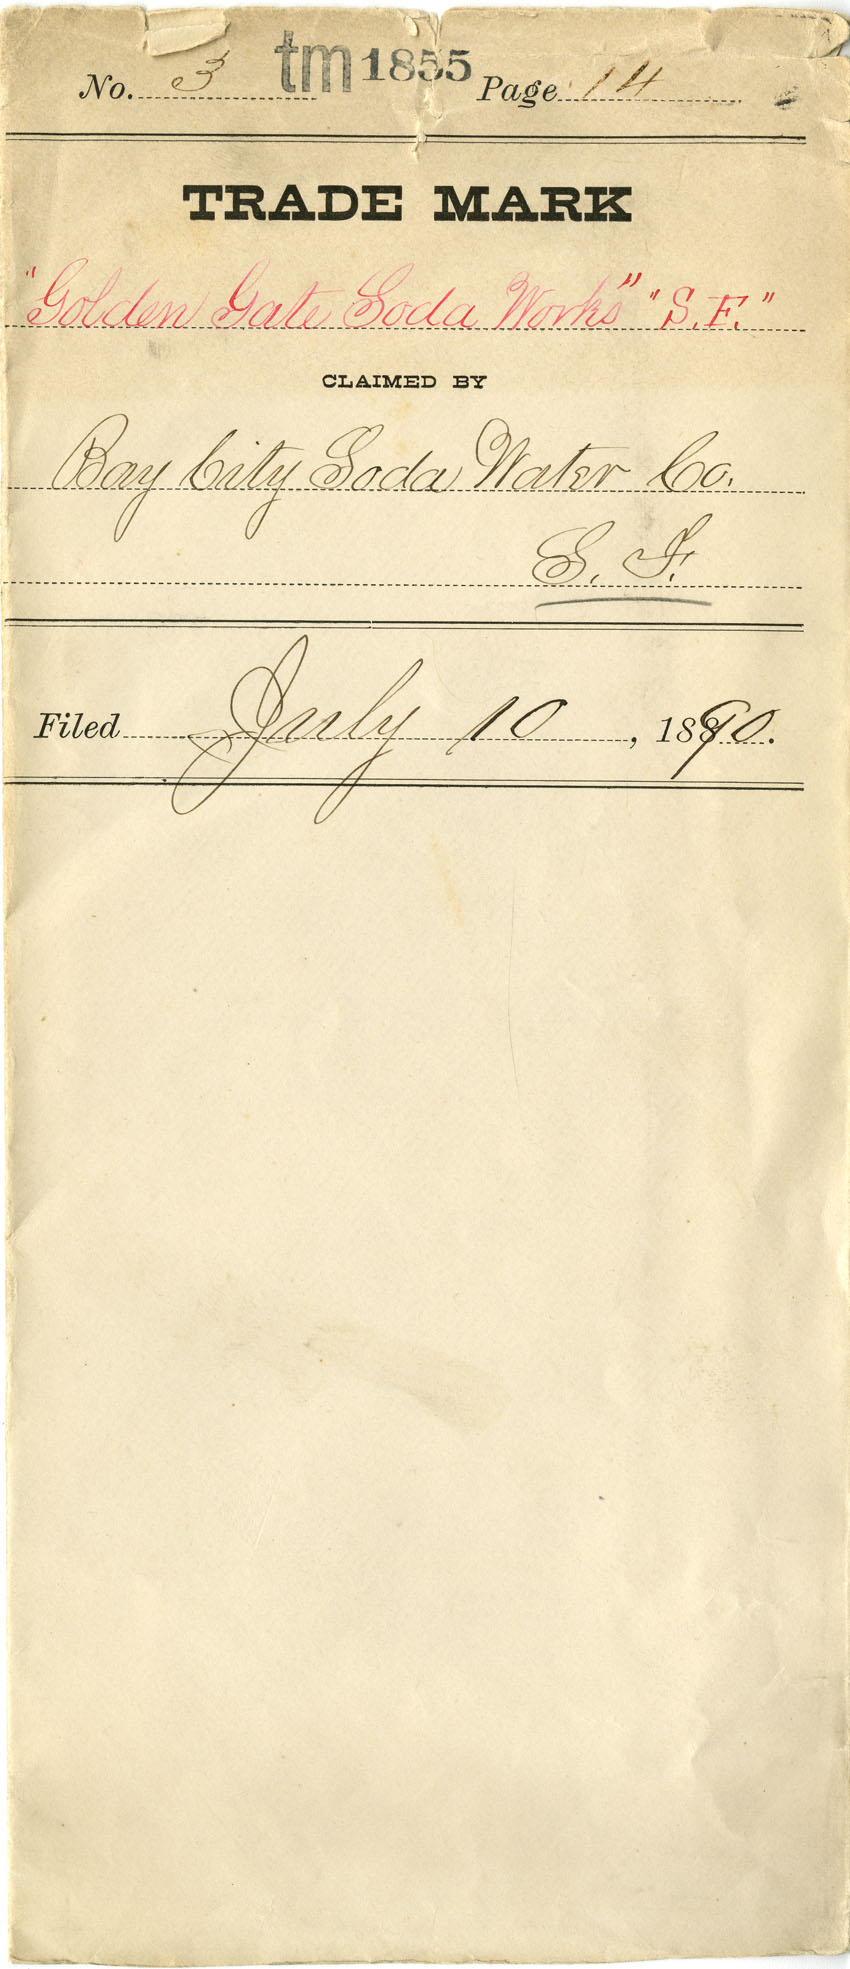 No. 3 tm 1855 Page 14
TRADE MARK
"Golden Gate Soda Works" "S.F."
CLAIMED BY
Bay City Soda Water Co.
S. F.
Filed July 10, 1890.